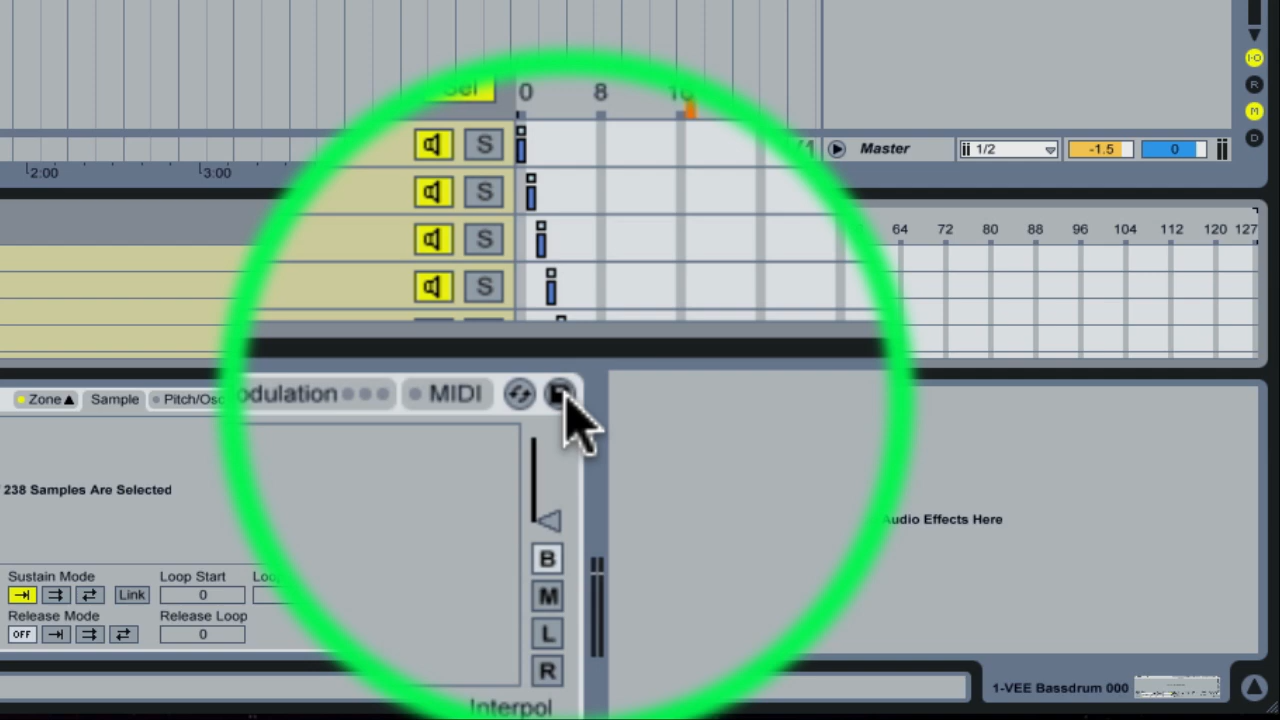 Sel 0 8 16
I·O
R
M
D
S
S
S
S
Master 1/2 -1.5 0
2:00 3:00
64 72 80 88 96 104 112 120 127
Zone Sample Pitch/Osc
odulation MIDI
238 Samples Are Selected
Audio Effects Here
B
M
L
R
Sustain Mode Loop Start
Link 0
Release Mode Release Loop
OFF 0
Interpol
1-VEE Bassdrum 000